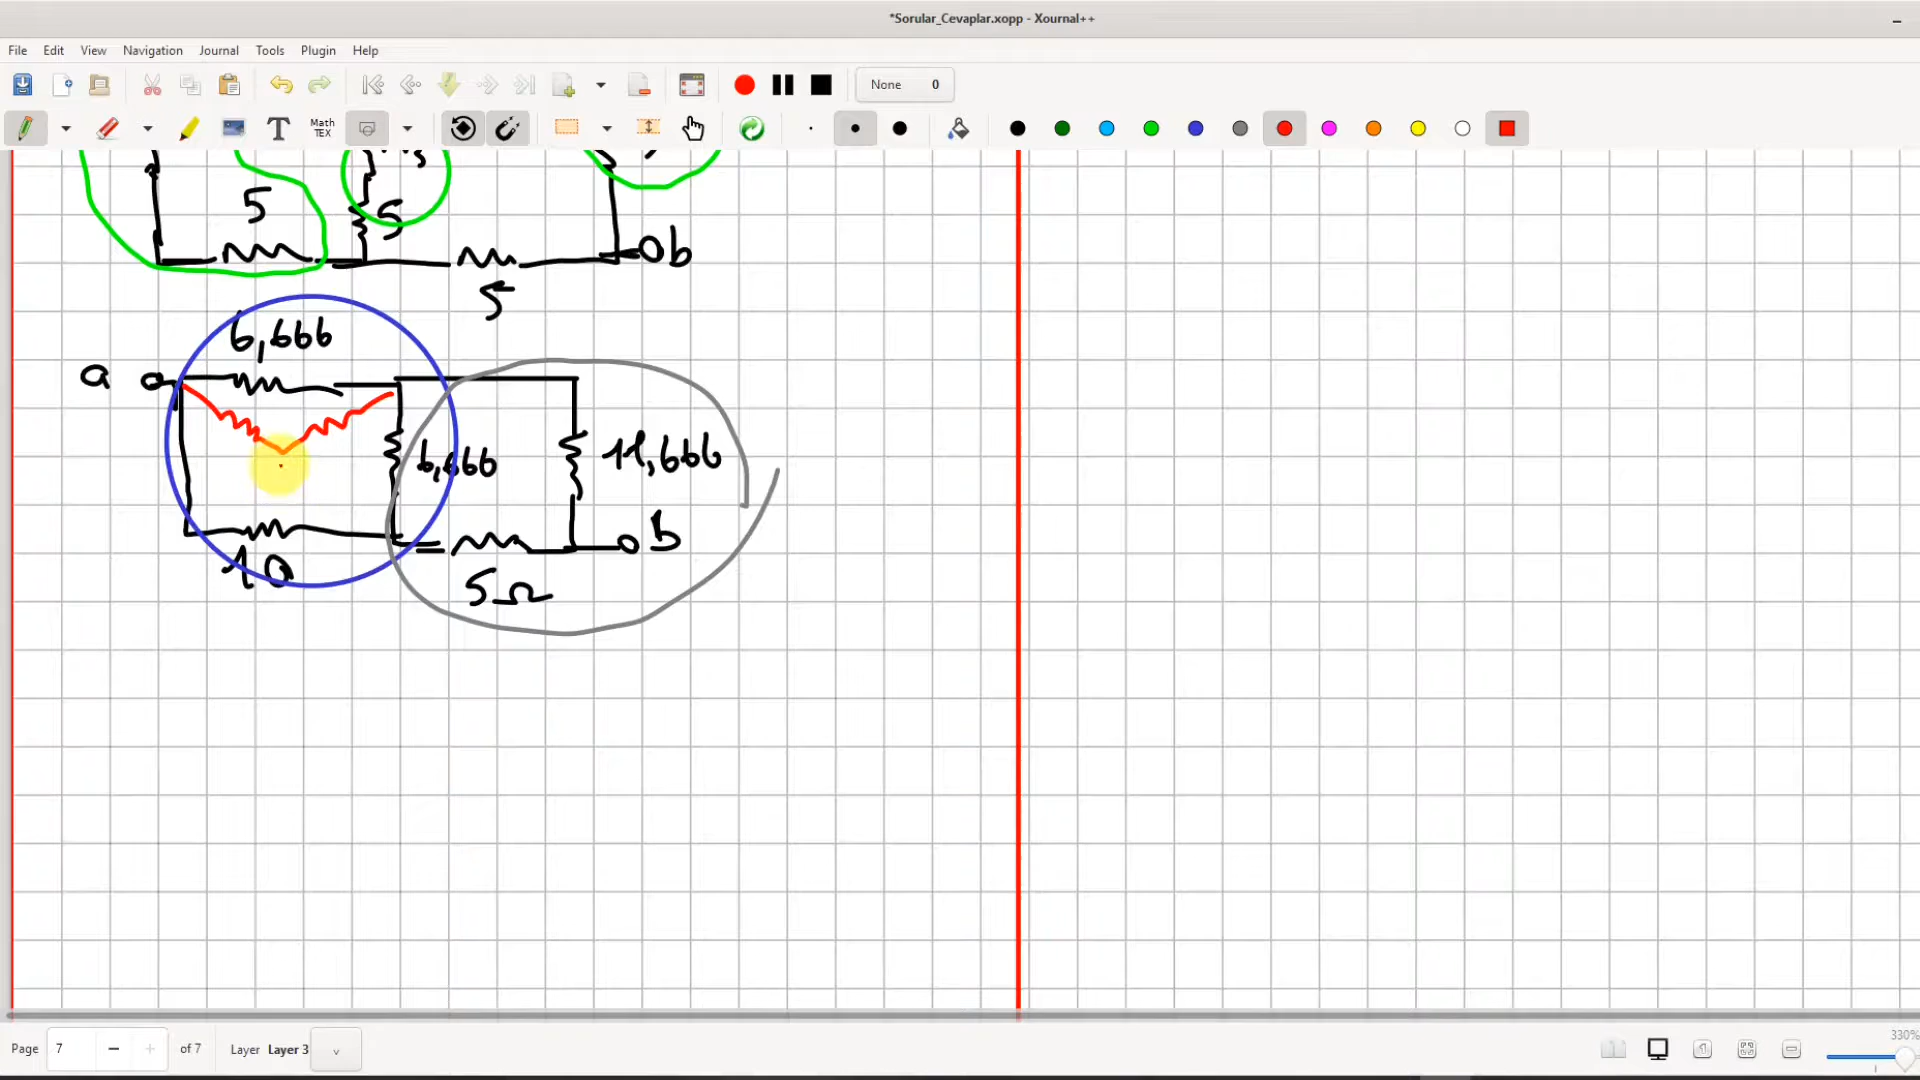 *Sorular_Cevaplar.xopp - Xournal++
File Edit View Navigation Journal Tools Plugin Help
None 0
Math
TEX
5
5
b
5
6,666
a
6,666
11,666
b
10
5Ω
Page 7 of 7 Layer Layer 3
330%